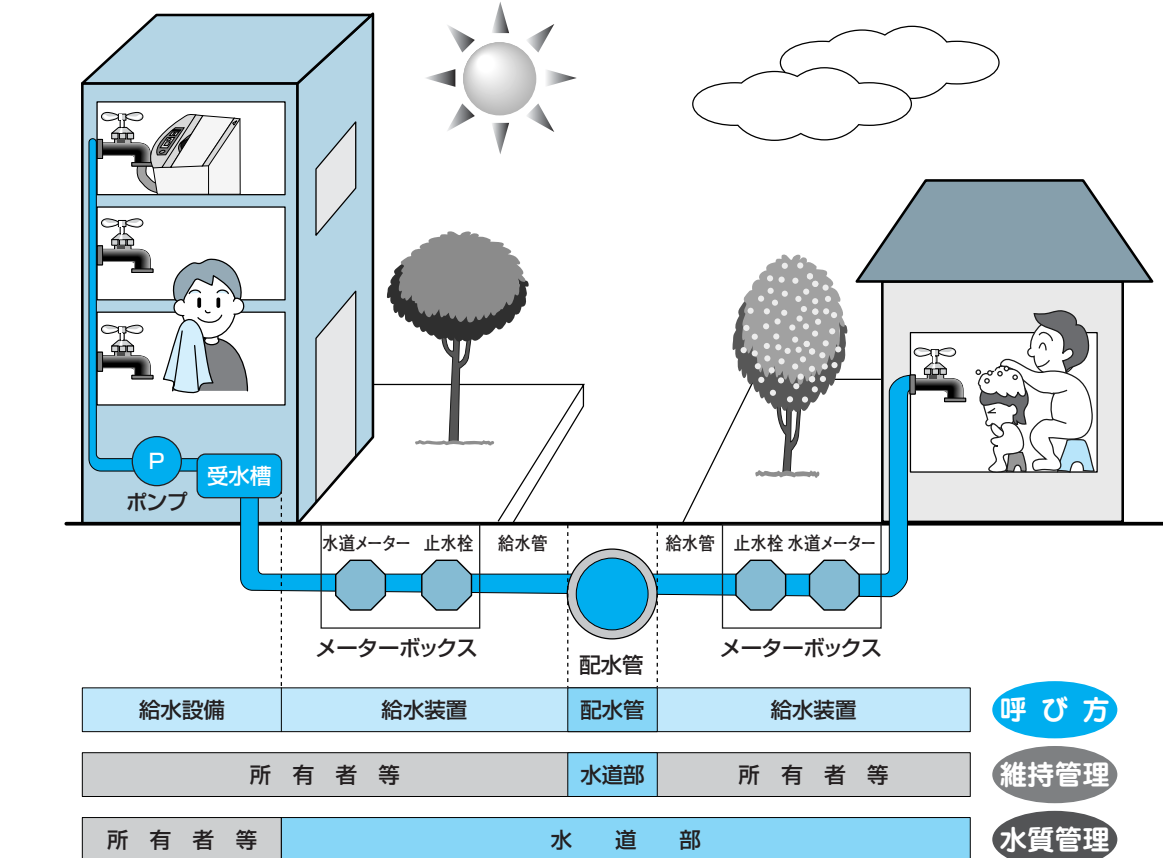 P
受水槽
ポンプ
水道メーター 止水栓 給水管 給水管 止水栓 水道メーター
メーターボックス 配水管 メーターボックス
給水設備 給水装置 配水管 給水装置 呼び方
所有者等 水道部 所有者等 維持管理
所有者等 水道部 水質管理